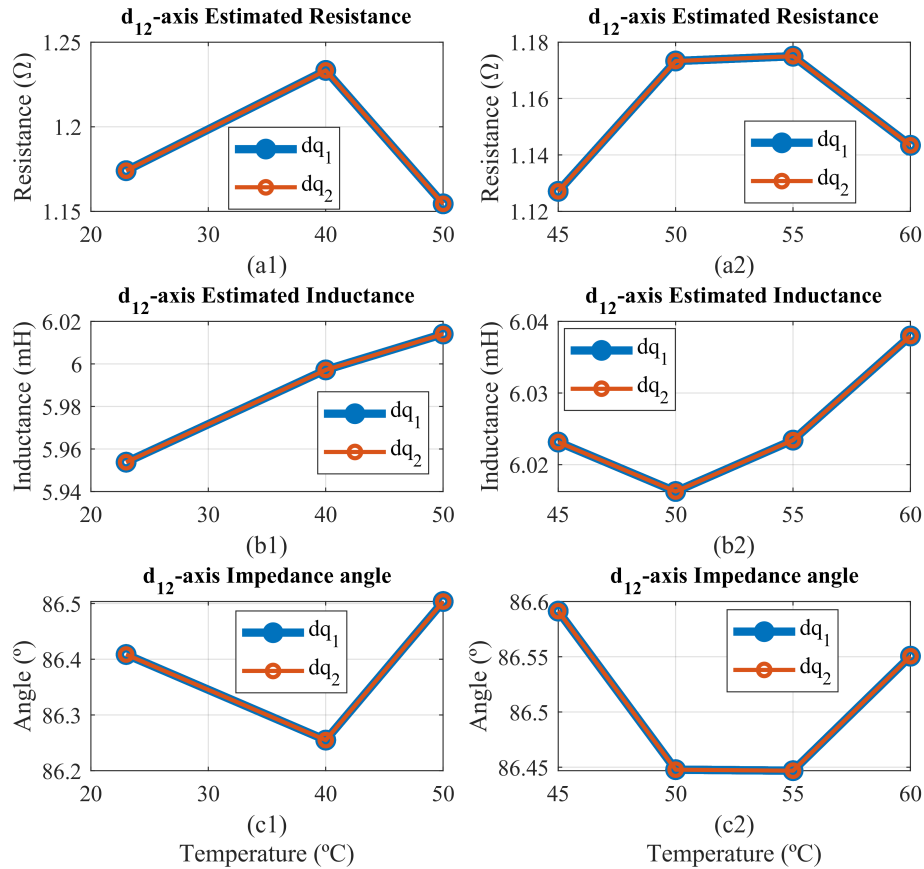 d12-axis Estimated Resistance
Resistance (Ω)
1.25
1.2
1.15
20 30 40 50
dq1
dq2
(a1)
d12-axis Estimated Resistance
Resistance (Ω)
1.18
1.16
1.14
1.12
45 50 55 60
dq1
dq2
(a2)
d12-axis Estimated Inductance
Inductance (mH)
6.02
6
5.98
5.96
5.94
20 30 40 50
dq1
dq2
(b1)
d12-axis Estimated Inductance
Inductance (mH)
6.04
6.03
6.02
45 50 55 60
dq1
dq2
(b2)
d12-axis Impedance angle
Angle (º)
86.5
86.4
86.3
86.2
20 30 40 50
dq1
dq2
(c1)
Temperature (ºC)
d12-axis Impedance angle
Angle (º)
86.6
86.55
86.5
86.45
45 50 55 60
dq1
dq2
(c2)
Temperature (ºC)